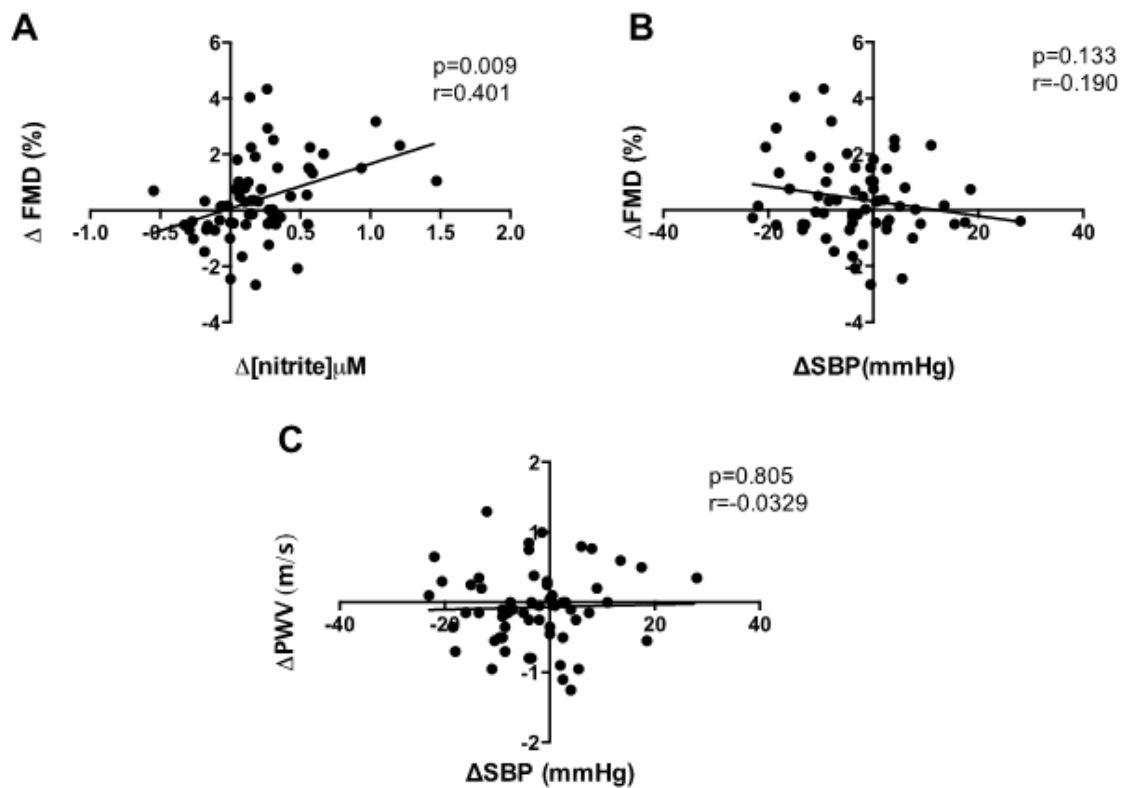 A
6
4
2
-2
-4
-1.0
-0.5
0.5
1.0
1.5
2.0
p=0.009
r=0.401
Δ FMD (%)
Δ[nitrite]μM
B
6
4
2
-2
-4
-40
-20
20
40
p=0.133
r=-0.190
ΔFMD (%)
ΔSBP(mmHg)
C
2
1
-1
-2
-40
-20
20
40
p=0.805
r=-0.0329
ΔPWV (m/s)
ΔSBP (mmHg)